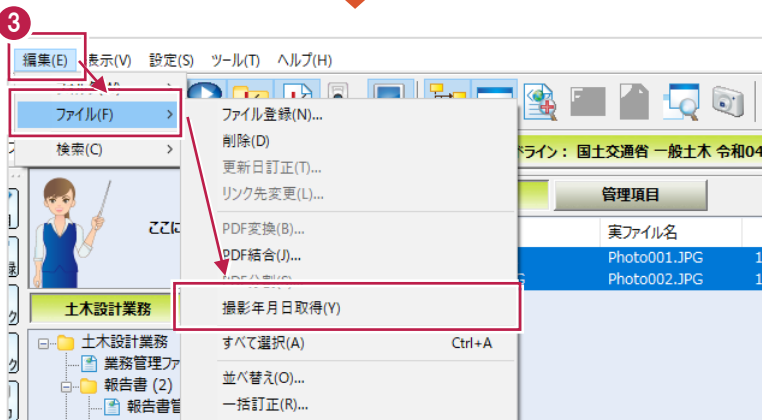 3
編集(E) 表示(V) 設定(S) ツール(T) ヘルプ(H)
ファイル(F) >
検索(C) >
ファイル登録(N)...
削除(D)
更新日訂正(T)...
リンク先変更(L)...
PDF変換(B)...
PDF結合(J)...
撮影年月日取得(Y)
すべて選択(A) Ctrl+A
並べ替え(O)...
一括訂正(R)...
ライン： 国土交通省 一般土木 令和04
管理項目
実ファイル名
Photo001.JPG 1
Photo002.JPG 1
ここに
土木設計業務
土木設計業務
業務管理ファ
報告書 (2)
報告書管